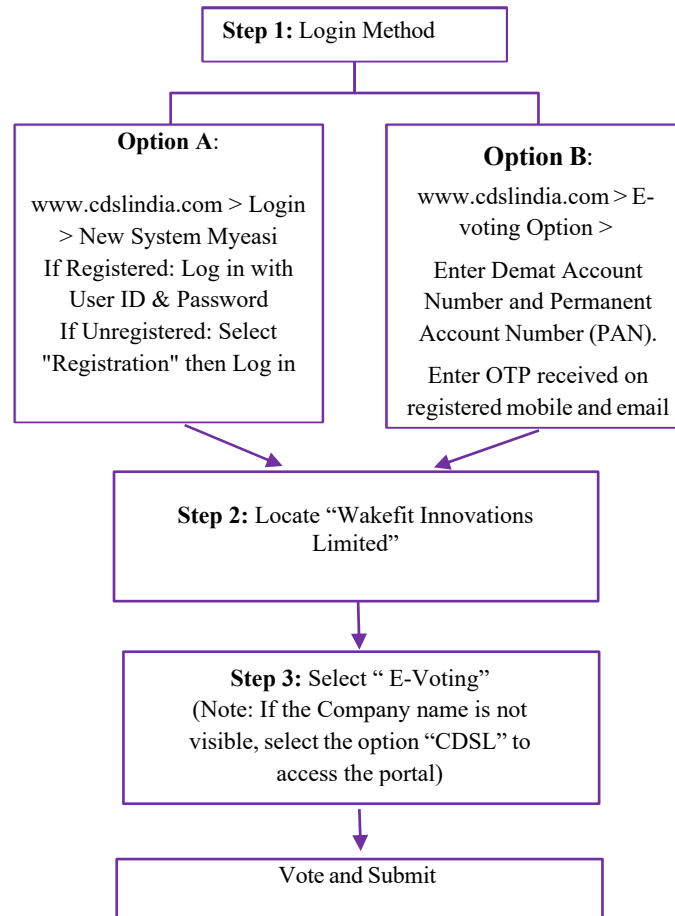 Step 1: Login Method
Option A:
www.cdslindia.com > Login
> New System Myeasi
If Registered: Log in with
User ID & Password
If Unregistered: Select
"Registration" then Log in
Option B:
www.cdslindia.com > E-
voting Option >
Enter Demat Account
Number and Permanent
Account Number (PAN).
Enter OTP received on
registered mobile and email
Step 2: Locate “Wakefit Innovations
Limited”
Step 3: Select “ E-Voting”
(Note: If the Company name is not
visible, select the option “CDSL” to
access the portal)
Vote and Submit